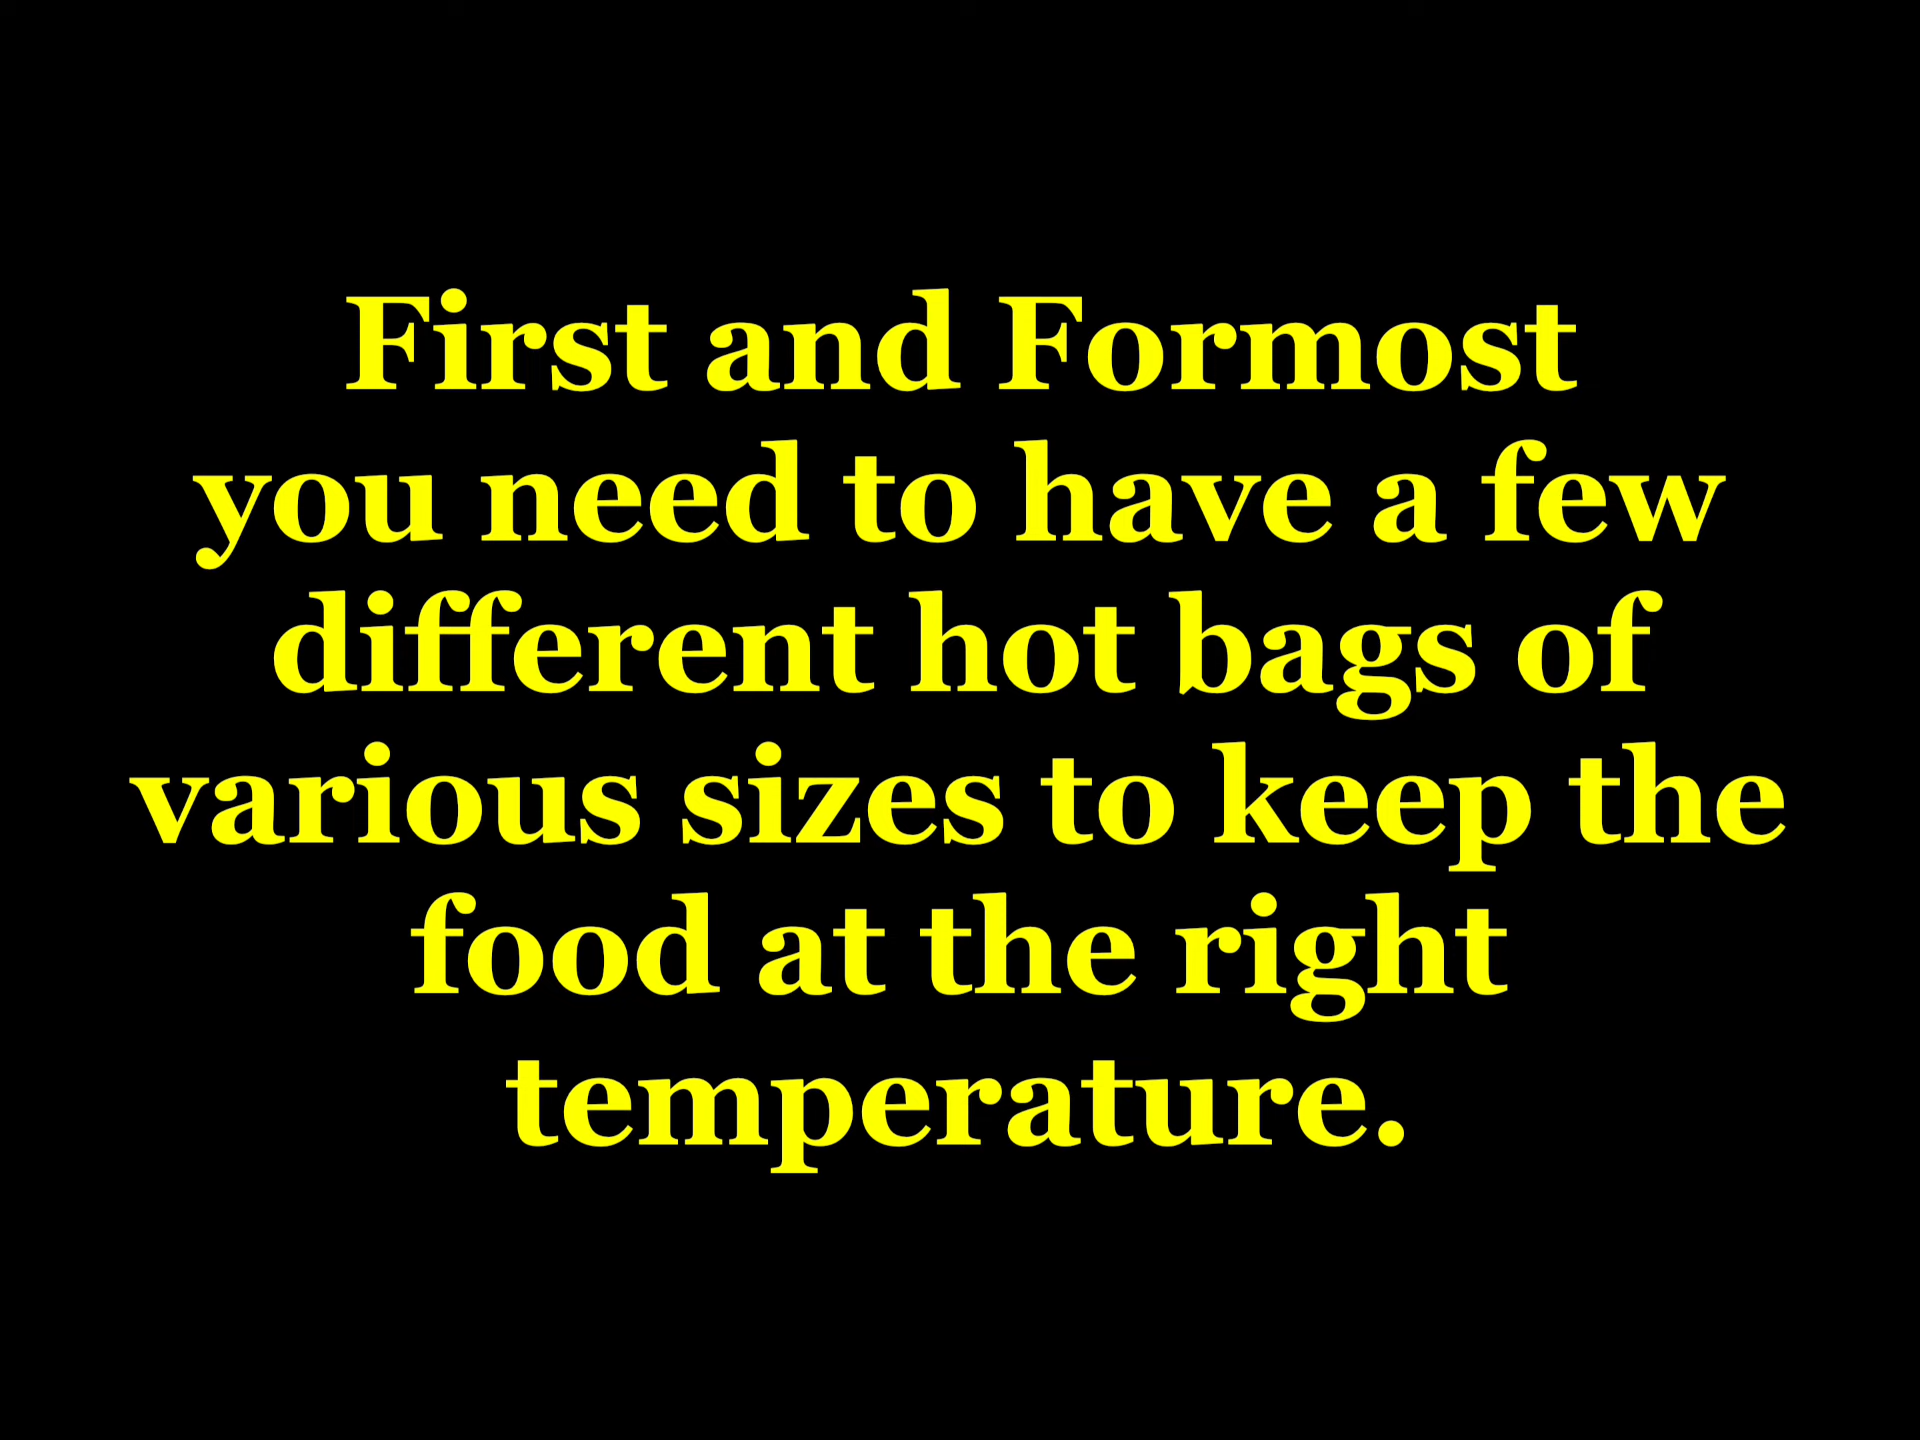 First and Formost
you need to have a few
different hot bags of
various sizes to keep the
food at the right
temperature.